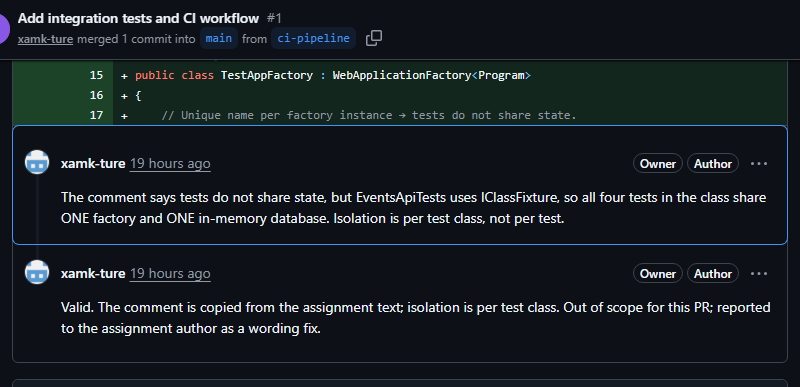 Add integration tests and CI workflow #1
xamk-ture merged 1 commit into main from ci-pipeline
15 + public class TestAppFactory : WebApplicationFactory<Program>
16 + {
17 + // Unique name per factory instance → tests do not share state.
xamk-ture 19 hours ago Owner Author ...
The comment says tests do not share state, but EventsApiTests uses IClassFixture, so all four tests in the class share
ONE factory and ONE in-memory database. Isolation is per test class, not per test.
xamk-ture 19 hours ago Owner Author ...
Valid. The comment is copied from the assignment text; isolation is per test class. Out of scope for this PR; reported
to the assignment author as a wording fix.